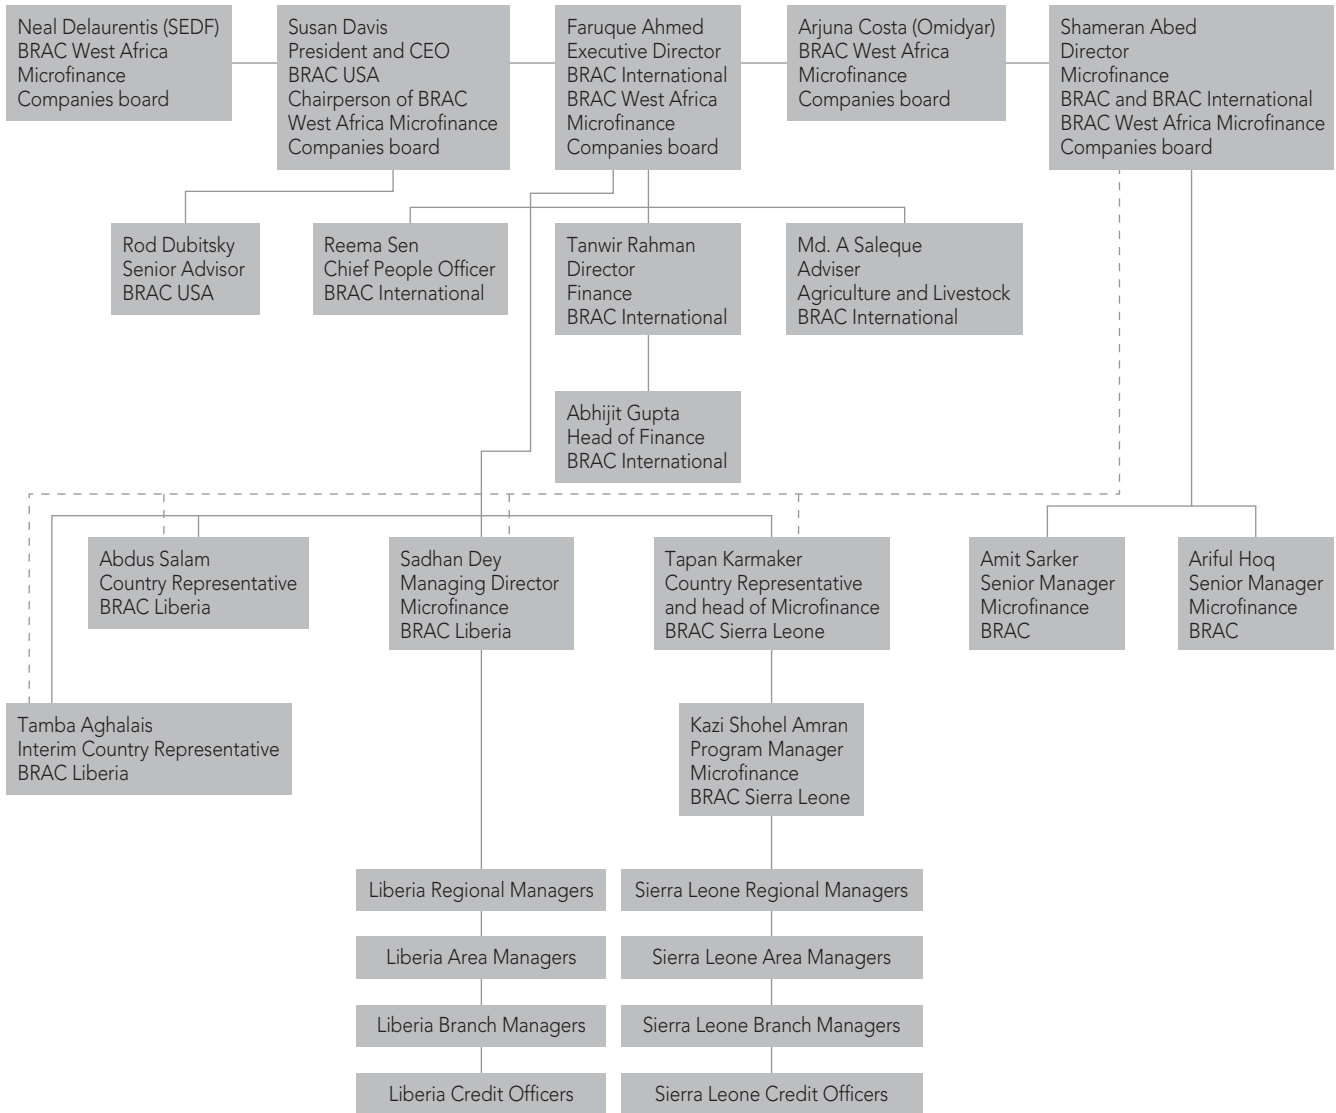 Neal Delaurentis (SEDF)
BRAC West Africa
Microfinance
Companies board
Susan Davis
President and CEO
BRAC USA
Chairperson of BRAC
West Africa Microfinance
Companies board
Faruque Ahmed
Executive Director
BRAC International
BRAC West Africa
Microfinance
Companies board
Arjuna Costa (Omidyar)
BRAC West Africa
Microfinance
Companies board
Shameran Abed
Director
Microfinance
BRAC and BRAC International
BRAC West Africa Microfinance
Companies board
Rod Dubitsky
Senior Advisor
BRAC USA
Reema Sen
Chief People Officer
BRAC International
Tanwir Rahman
Director
Finance
BRAC International
Md. A Saleque
Adviser
Agriculture and Livestock
BRAC International
Abhijit Gupta
Head of Finance
BRAC International
Abdus Salam
Country Representative
BRAC Liberia
Sadhan Dey
Managing Director
Microfinance
BRAC Liberia
Tapan Karmaker
Country Representative
and head of Microfinance
BRAC Sierra Leone
Amit Sarker
Senior Manager
Microfinance
BRAC
Ariful Hoq
Senior Manager
Microfinance
BRAC
Tamba Aghalais
Interim Country Representative
BRAC Liberia
Kazi Shohel Amran
Program Manager
Microfinance
BRAC Sierra Leone
Liberia Regional Managers
Sierra Leone Regional Managers
Liberia Area Managers
Sierra Leone Area Managers
Liberia Branch Managers
Sierra Leone Branch Managers
Liberia Credit Officers
Sierra Leone Credit Officers